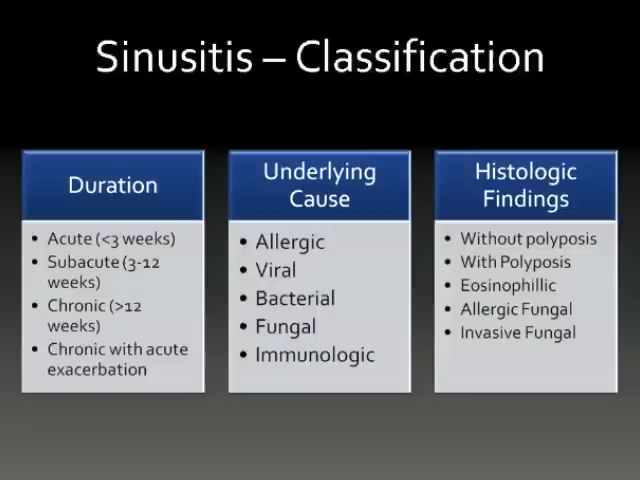 Sinusitis – Classification
Duration
• Acute (<3 weeks)
• Subacute (3-12
weeks)
• Chronic (>12
weeks)
• Chronic with acute
exacerbation
Underlying
Cause
• Allergic
• Viral
• Bacterial
• Fungal
• Immunologic
Histologic
Findings
• Without polyposis
• With Polyposis
• Eosinophillic
• Allergic Fungal
• Invasive Fungal